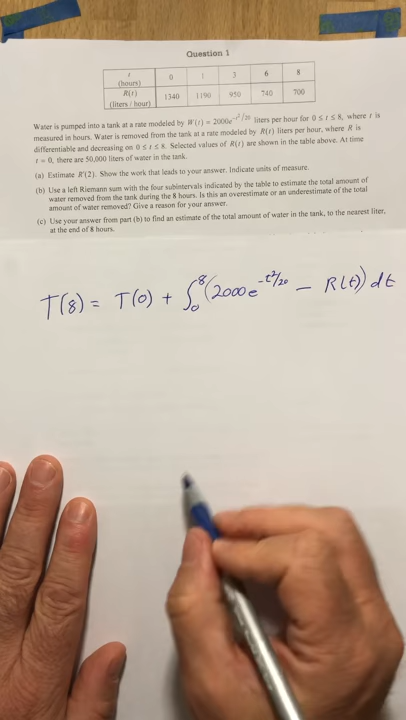 Question 1
t (hours) 0 1 3 6 8
R(t) (liters / hour) 1340 1190 950 740 700
Water is pumped into a tank at a rate modeled by W(t) = 2000e^(-t²/20) liters per hour for 0 ≤ t ≤ 8, where t is
measured in hours. Water is removed from the tank at a rate modeled by R(t) liters per hour, where R is
differentiable and decreasing on 0 ≤ t ≤ 8. Selected values of R(t) are shown in the table above. At time
t = 0, there are 50,000 liters of water in the tank.
(a) Estimate R′(2). Show the work that leads to your answer. Indicate units of measure.
(b) Use a left Riemann sum with the four subintervals indicated by the table to estimate the total amount of
water removed from the tank during the 8 hours. Is this an overestimate or an underestimate of the total
amount of water removed? Give a reason for your answer.
(c) Use your answer from part (b) to find an estimate of the total amount of water in the tank, to the nearest liter,
at the end of 8 hours.
T(8) = T(0) + ∫₀⁸ (2000e^(-t²/20) − R(t)) dt